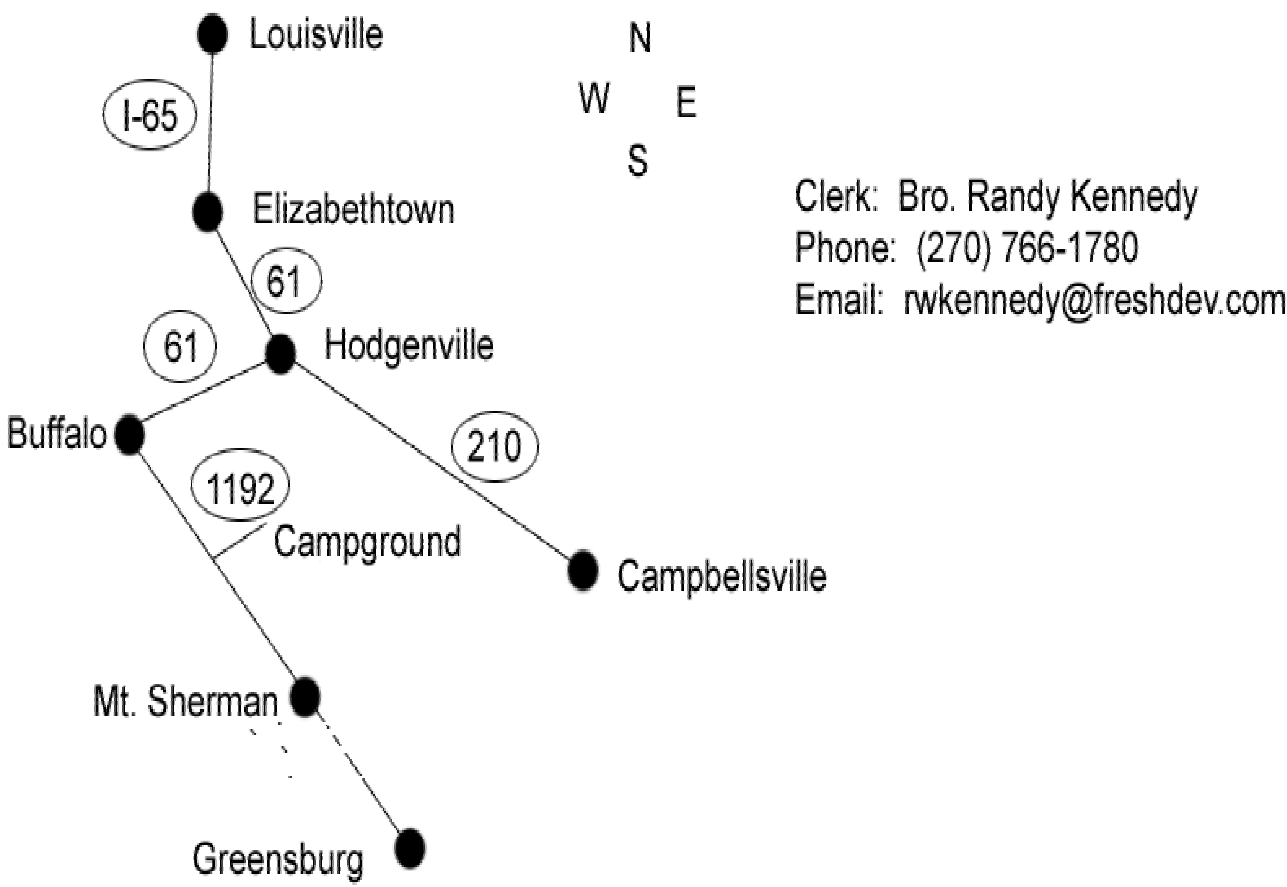 Louisville
N
I-65
W E
S
Clerk: Bro. Randy Kennedy
Phone: (270) 766-1780
Email: rwkennedy@freshdev.com
Elizabethtown
61
61
Hodgenville
Buffalo
210
1192
Campground
Campbellsville
Mt. Sherman
Greensburg